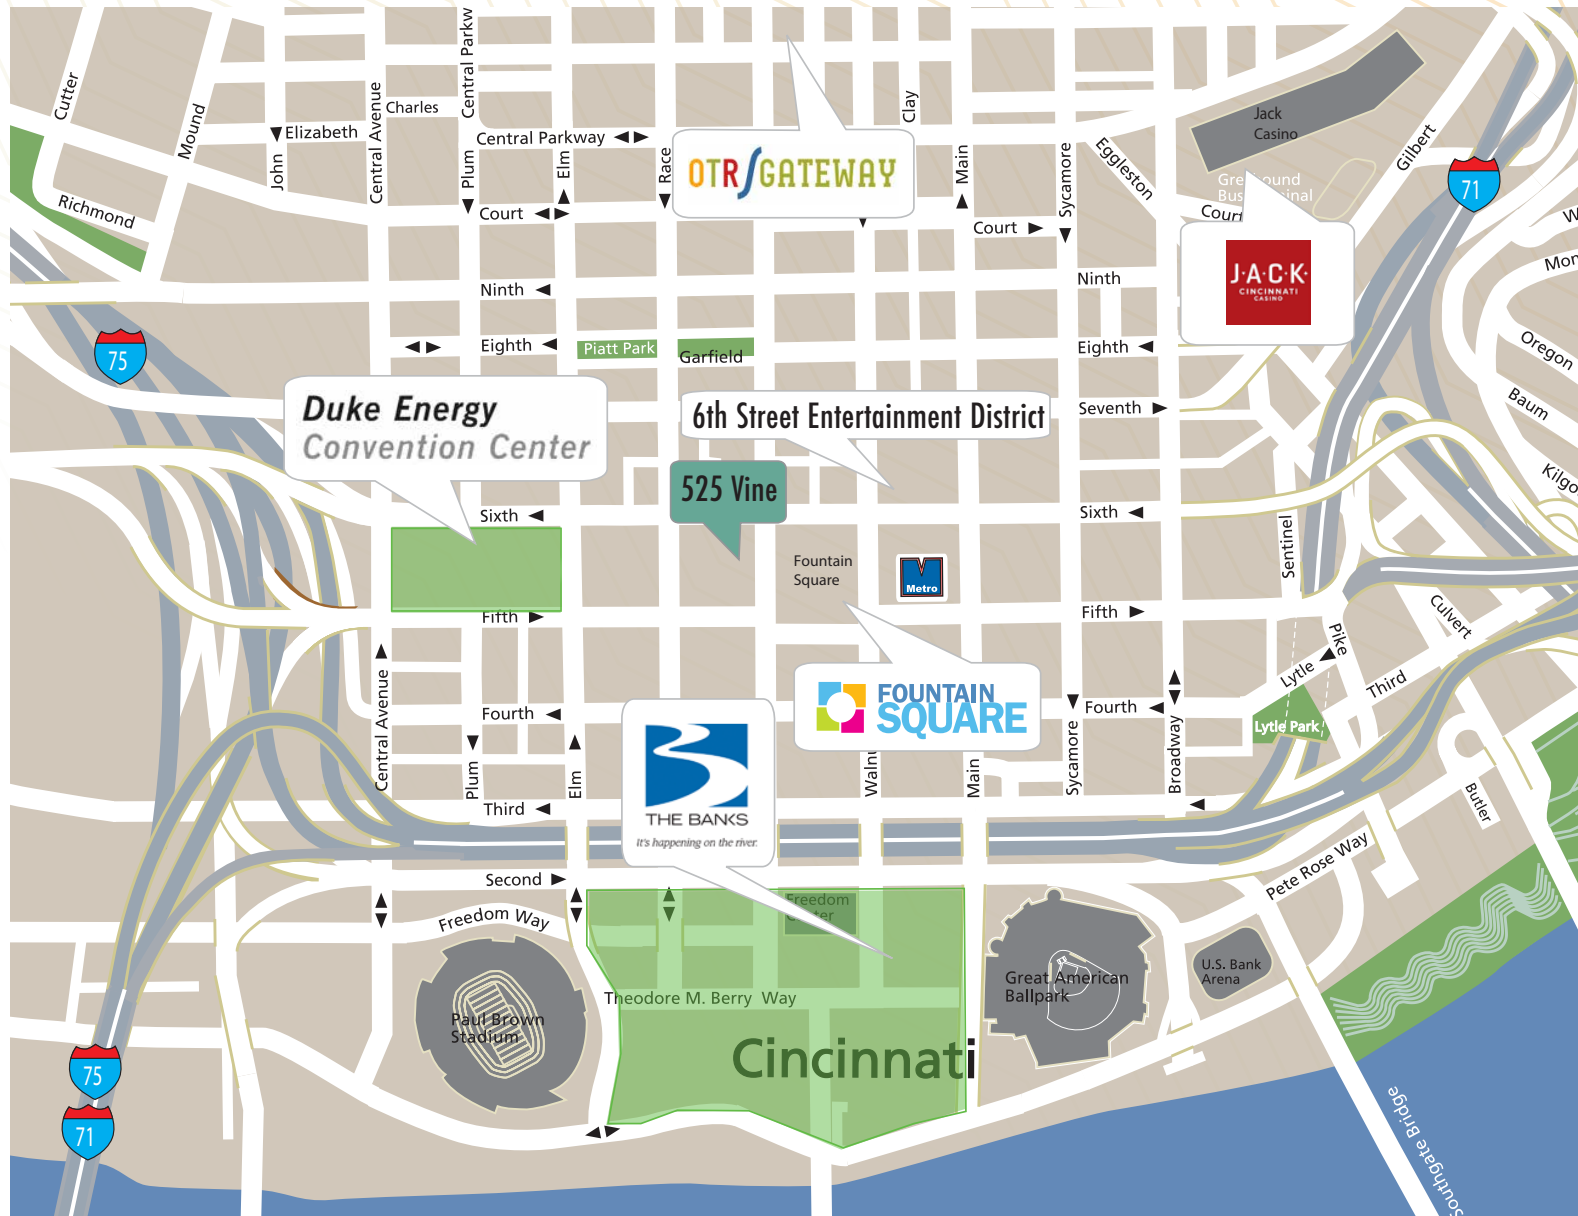 Central Parkw
Cutter
Mound
Charles
Clay
Jack
Casino
Elizabeth
Central Avenue
Central Parkway
John
Plum
Elm
Race
OTR GATEWAY
Main
Sycamore
Eggleston
Gilbert
71
Richmond
Court
Court
Court
J·A·C·K·
CINCINNATI
CASINO
Ninth
Ninth
Mon
75
Eighth
Piatt Park
Garfield
Eighth
Oregon
Duke Energy
Convention Center
6th Street Entertainment District
Seventh
Baum
525 Vine
Kilgo
Sixth
Sixth
Sentinel
Fountain
Square
Metro
Fifth
Fifth
Culvert
Pike
Lytle
Third
FOUNTAIN
SQUARE
Fourth
Fourth
Lytle Park
Central Avenue
Plum
Elm
THE BANKS
It's happening on the river.
Walnu
Main
Sycamore
Broadway
Third
Butler
Second
Pete Rose Way
Freedom
Freedom Way
U.S. Bank
Arena
Great American
Ballpark
Theodore M. Berry Way
Paul Brown
Stadium
Cincinnati
75
71
Southgate Bridge